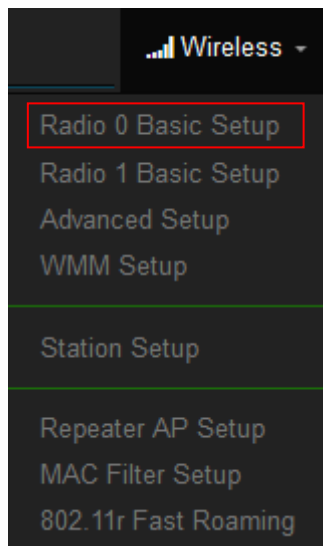 Wireless
Radio 0 Basic Setup
Radio 1 Basic Setup
Advanced Setup
WMM Setup
Station Setup
Repeater AP Setup
MAC Filter Setup
802.11r Fast Roaming